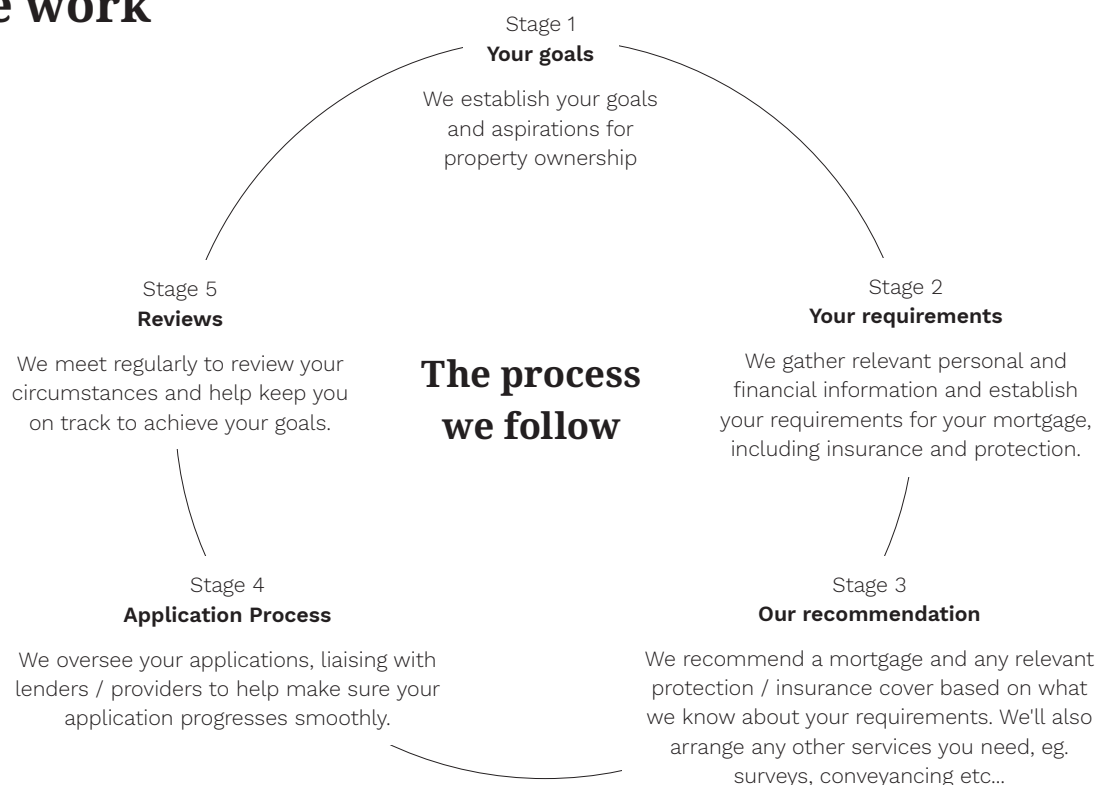 e work
Stage 1
Your goals
We establish your goals
and aspirations for
property ownership
Stage 2
Your requirements
We gather relevant personal and
financial information and establish
your requirements for your mortgage,
including insurance and protection.
Stage 3
Our recommendation
We recommend a mortgage and any relevant
protection / insurance cover based on what
we know about your requirements. We'll also
arrange any other services you need, eg.
surveys, conveyancing etc...
Stage 4
Application Process
We oversee your applications, liaising with
lenders / providers to help make sure your
application progresses smoothly.
Stage 5
Reviews
We meet regularly to review your
circumstances and help keep you
on track to achieve your goals.
The process
we follow